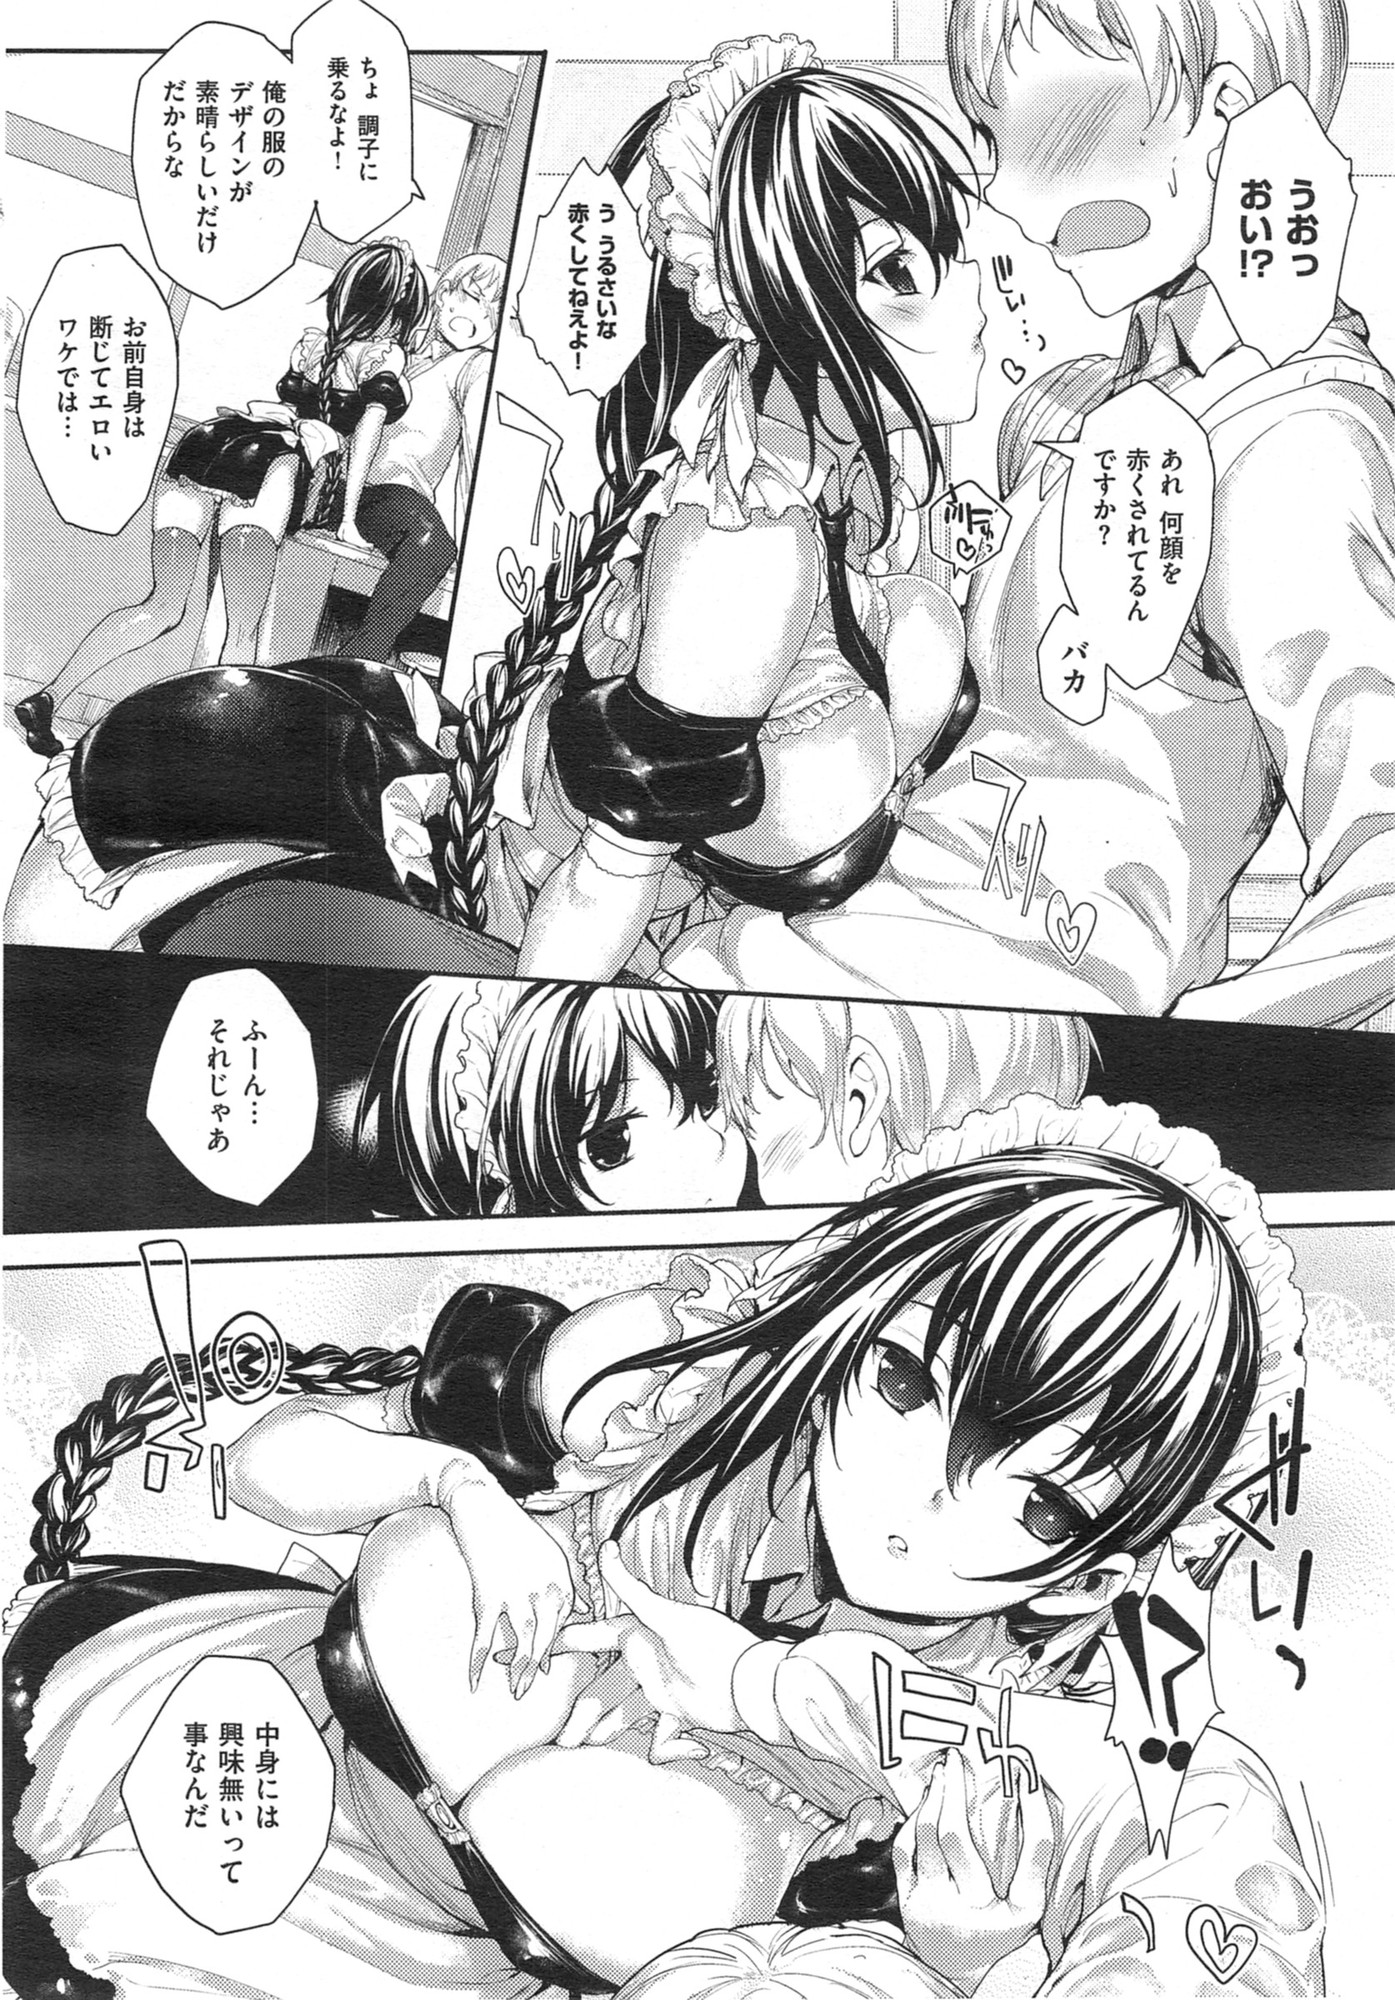 うおっ
おい!?
じぃ…
あれ 何顔を
赤くされてるん
ですか?
バカ
う うるさいな
赤くしてねえよ!
スリ
ちょ 調子に
乗るなよ!
俺の服の
デザインが
素晴らしいだけ
だからな
お前自身は
断じてエロい
ワケでは…
ふーん…
それじゃあ
!?
中身には
興味無いって
事なんだ